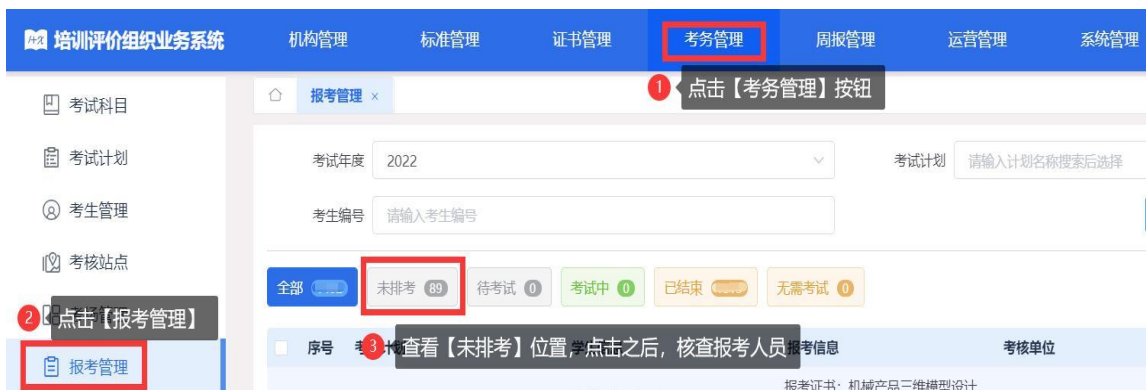 1+X 培训评价组织业务系统 机构管理 标准管理 证书管理 考务管理 周报管理 运营管理 系统管理
考试科目 报考管理 × 1 点击【考务管理】按钮
考试计划 考试年度 2022 考试计划 请输入计划名称搜索后选择
考生管理 考生编号 请输入考生编号
考核站点
全部 未排考 89 待考试 0 考试中 0 已结束 无需考试 0
2 点击【报考管理】
序号 3 查看【未排考】位置，点击之后，核查报考人员 报考信息 考核单位
报考管理
报考证书：机械产品三维模型设计